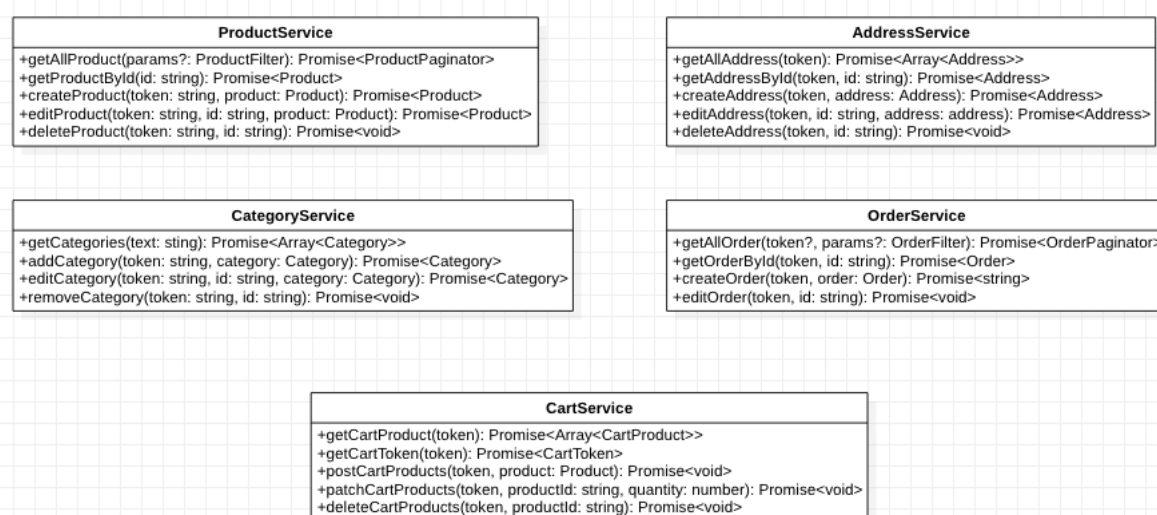 ProductService
+getAllProduct(params?: ProductFilter): Promise<ProductPaginator>
+getProductById(id: string): Promise<Product>
+createProduct(token: string, product: Product): Promise<Product>
+editProduct(token: string, id: string, product: Product): Promise<Product>
+deleteProduct(token: string, id: string): Promise<void>
AddressService
+getAllAddress(token): Promise<Array<Address>>
+getAddressById(token, id: string): Promise<Address>
+createAddress(token, address: Address): Promise<Address>
+editAddress(token, id: string, address: address): Promise<Address>
+deleteAddress(token, id: string): Promise<void>
CategoryService
+getCategories(text: sting): Promise<Array<Category>>
+addCategory(token: string, category: Category): Promise<Category>
+editCategory(token: string, id: string, category: Category): Promise<Category>
+removeCategory(token: string, id: string): Promise<void>
OrderService
+getAllOrder(token?, params?: OrderFilter): Promise<OrderPaginator>
+getOrderById(token, id: string): Promise<Order>
+createOrder(token, order: Order): Promise<string>
+editOrder(token, id: string): Promise<void>
CartService
+getCartProduct(token): Promise<Array<CartProduct>>
+getCartToken(token): Promise<CartToken>
+postCartProducts(token, product: Product): Promise<void>
+patchCartProducts(token, productId: string, quantity: number): Promise<void>
+deleteCartProducts(token, productId: string): Promise<void>